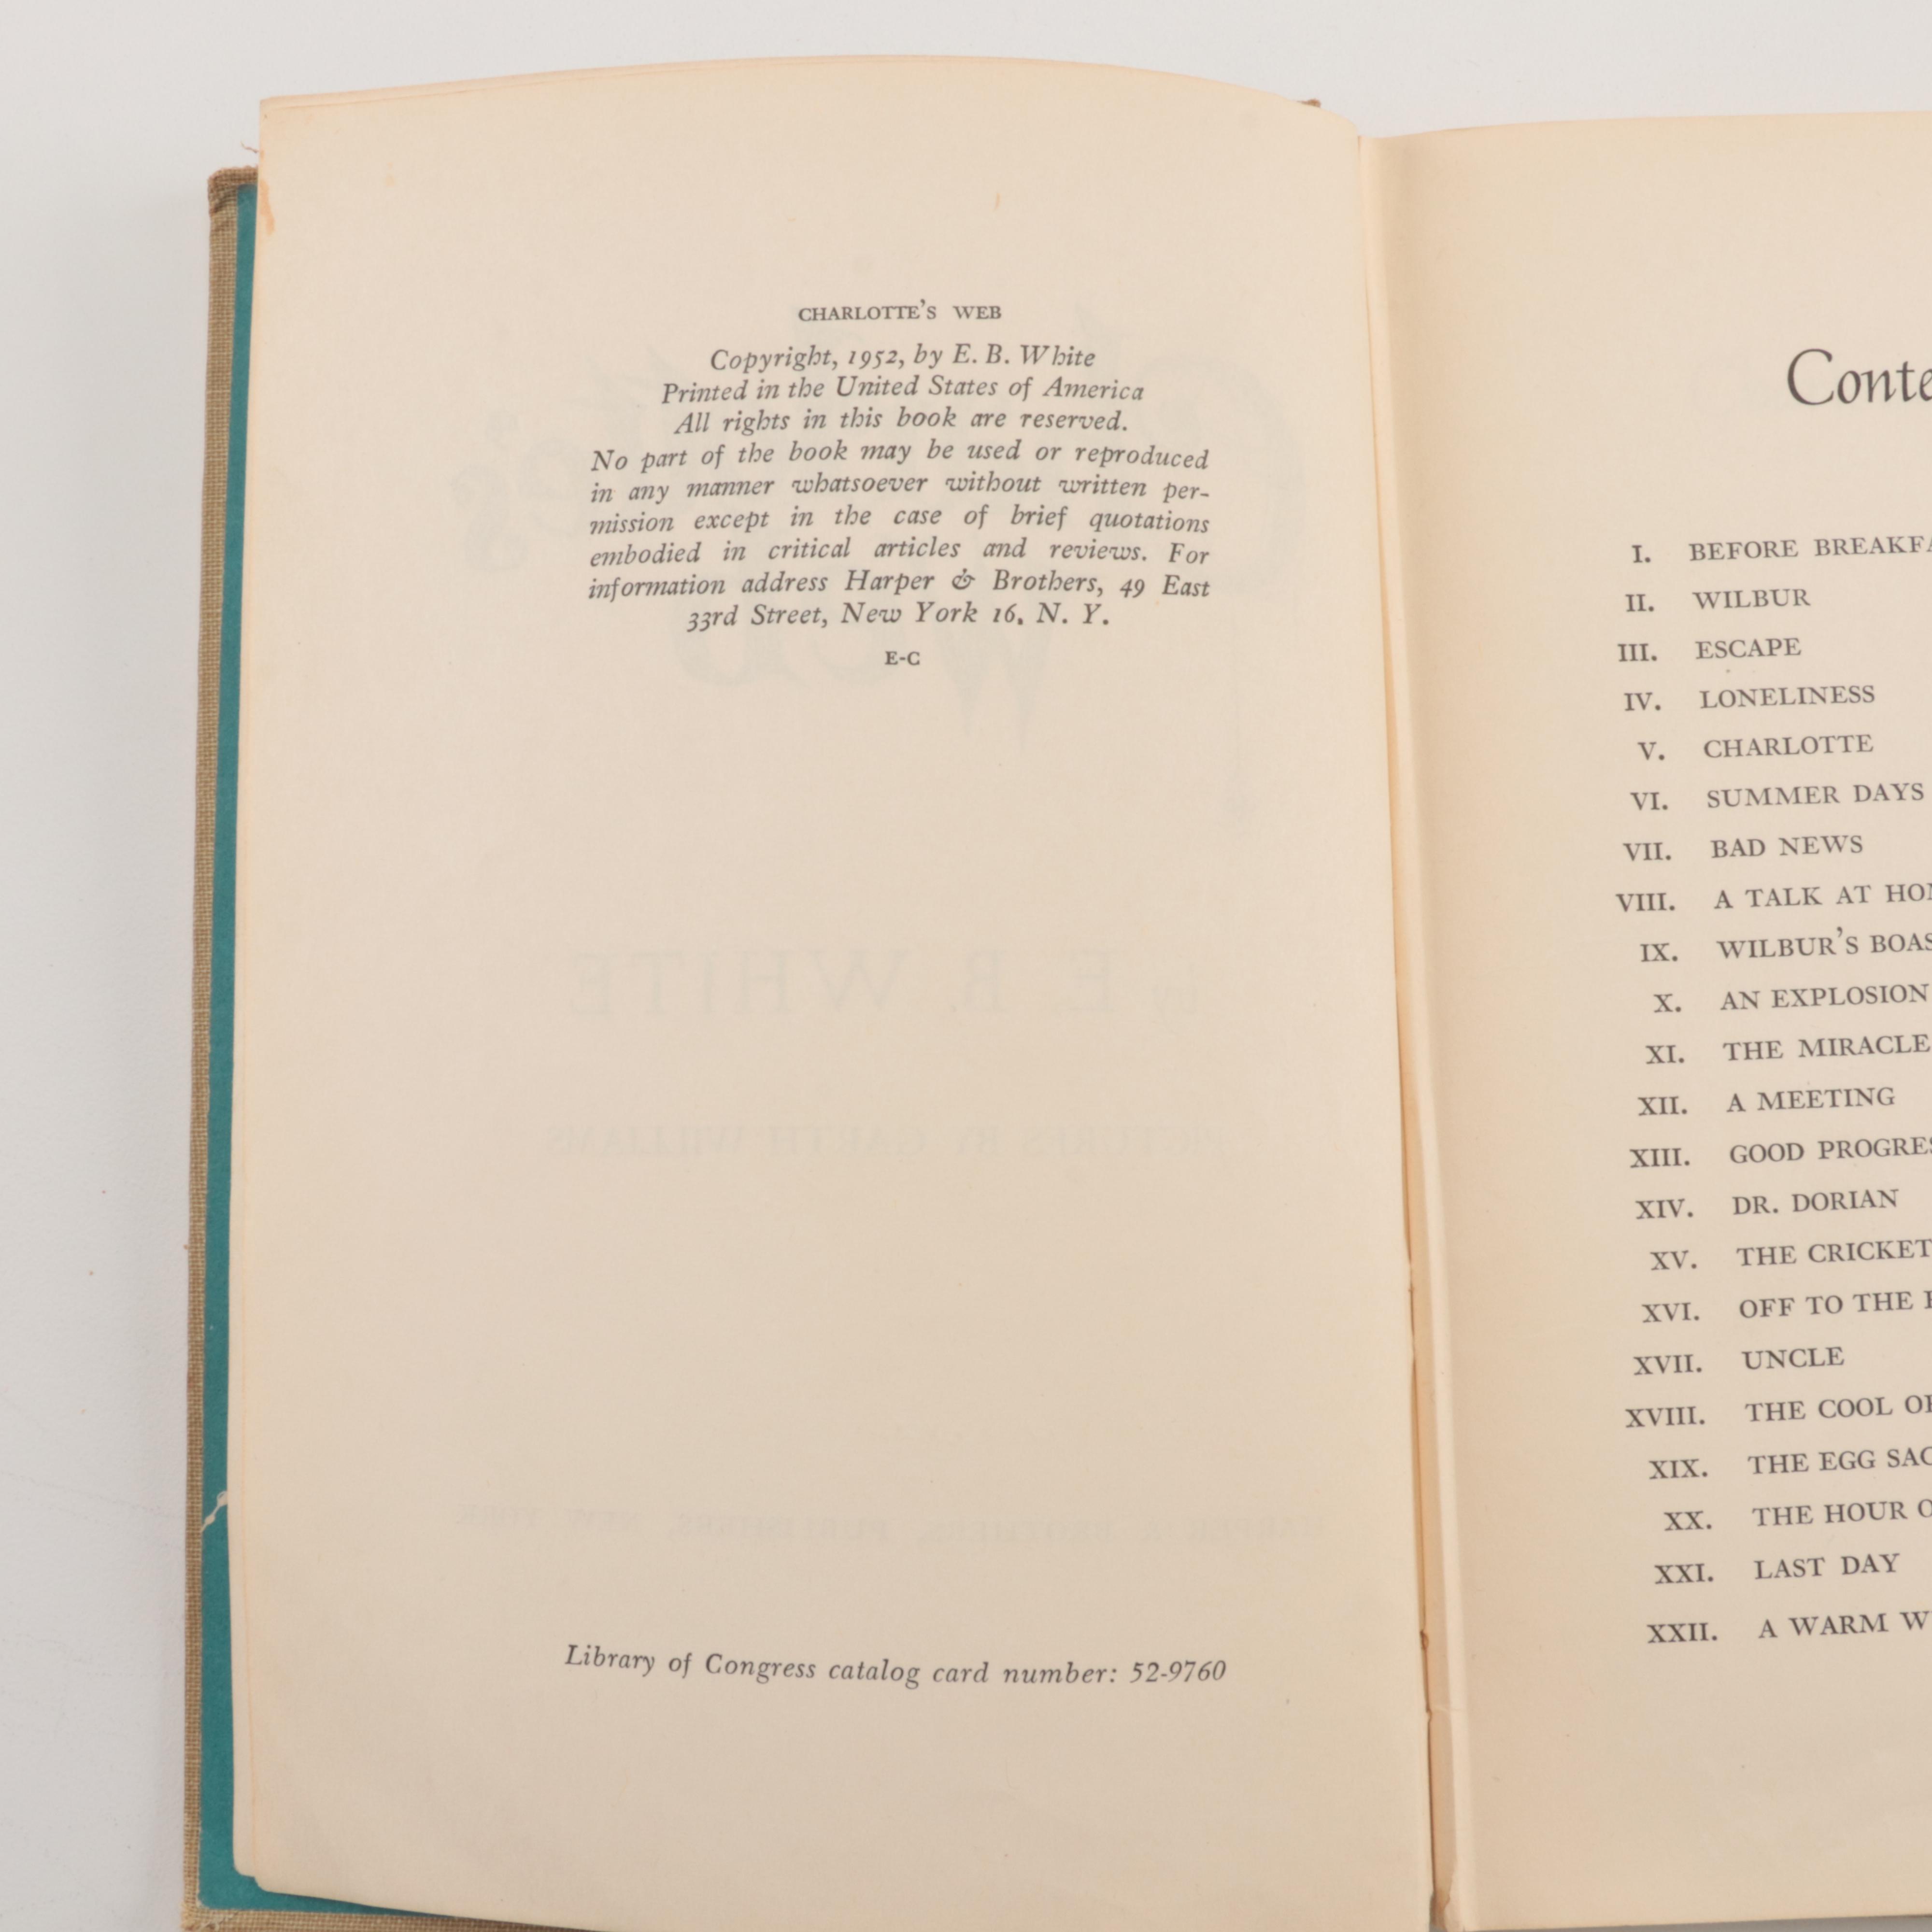 CHARLOTTE'S WEB
Copyright, 1952, by E. B. White
Printed in the United States of America
All rights in this book are reserved.
No part of the book may be used or reproduced
in any manner whatsoever without written per-
mission except in the case of brief quotations
embodied in critical articles and reviews. For
information address Harper & Brothers, 49 East
33rd Street, New York 16, N. Y.
E-C
Library of Congress catalog card number: 52-9760
Conte
I. BEFORE BREAKFA
II. WILBUR
III. ESCAPE
IV. LONELINESS
V. CHARLOTTE
VI. SUMMER DAYS
VII. BAD NEWS
VIII. A TALK AT HO
IX. WILBUR'S BOAS
X. AN EXPLOSION
XI. THE MIRACLE
XII. A MEETING
XIII. GOOD PROGRES
XIV. DR. DORIAN
XV. THE CRICKET
XVI. OFF TO THE
XVII. UNCLE
XVIII. THE COOL OF
XIX. THE EGG SAC
XX. THE HOUR O
XXI. LAST DAY
XXII. A WARM W